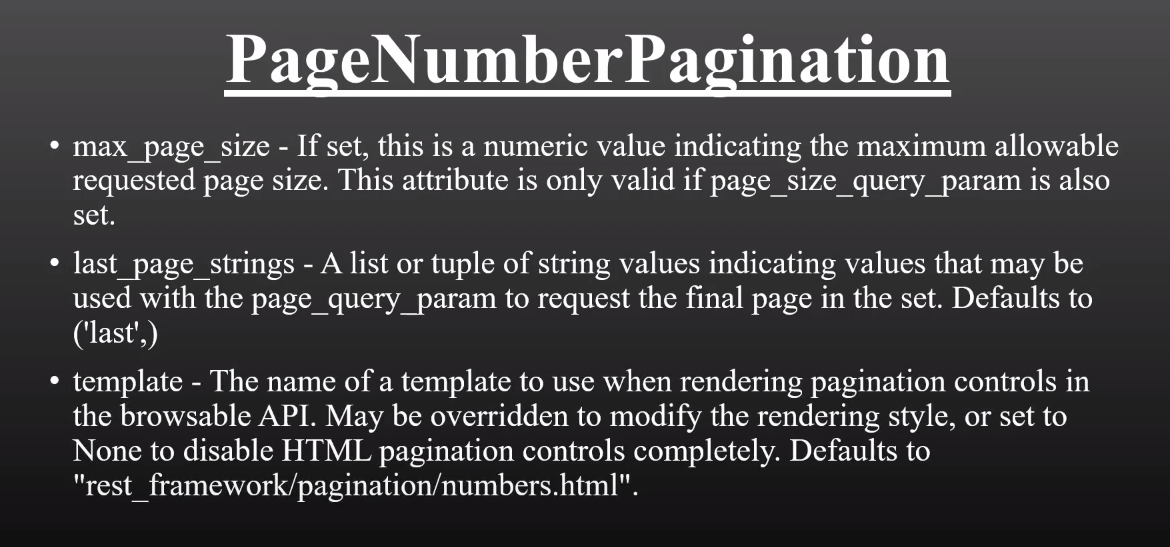 PageNumberPagination
• max_page_size - If set, this is a numeric value indicating the maximum allowable
requested page size. This attribute is only valid if page_size_query_param is also
set.
• last_page_strings - A list or tuple of string values indicating values that may be
used with the page_query_param to request the final page in the set. Defaults to
('last',)
• template - The name of a template to use when rendering pagination controls in
the browsable API. May be overridden to modify the rendering style, or set to
None to disable HTML pagination controls completely. Defaults to
"rest_framework/pagination/numbers.html".